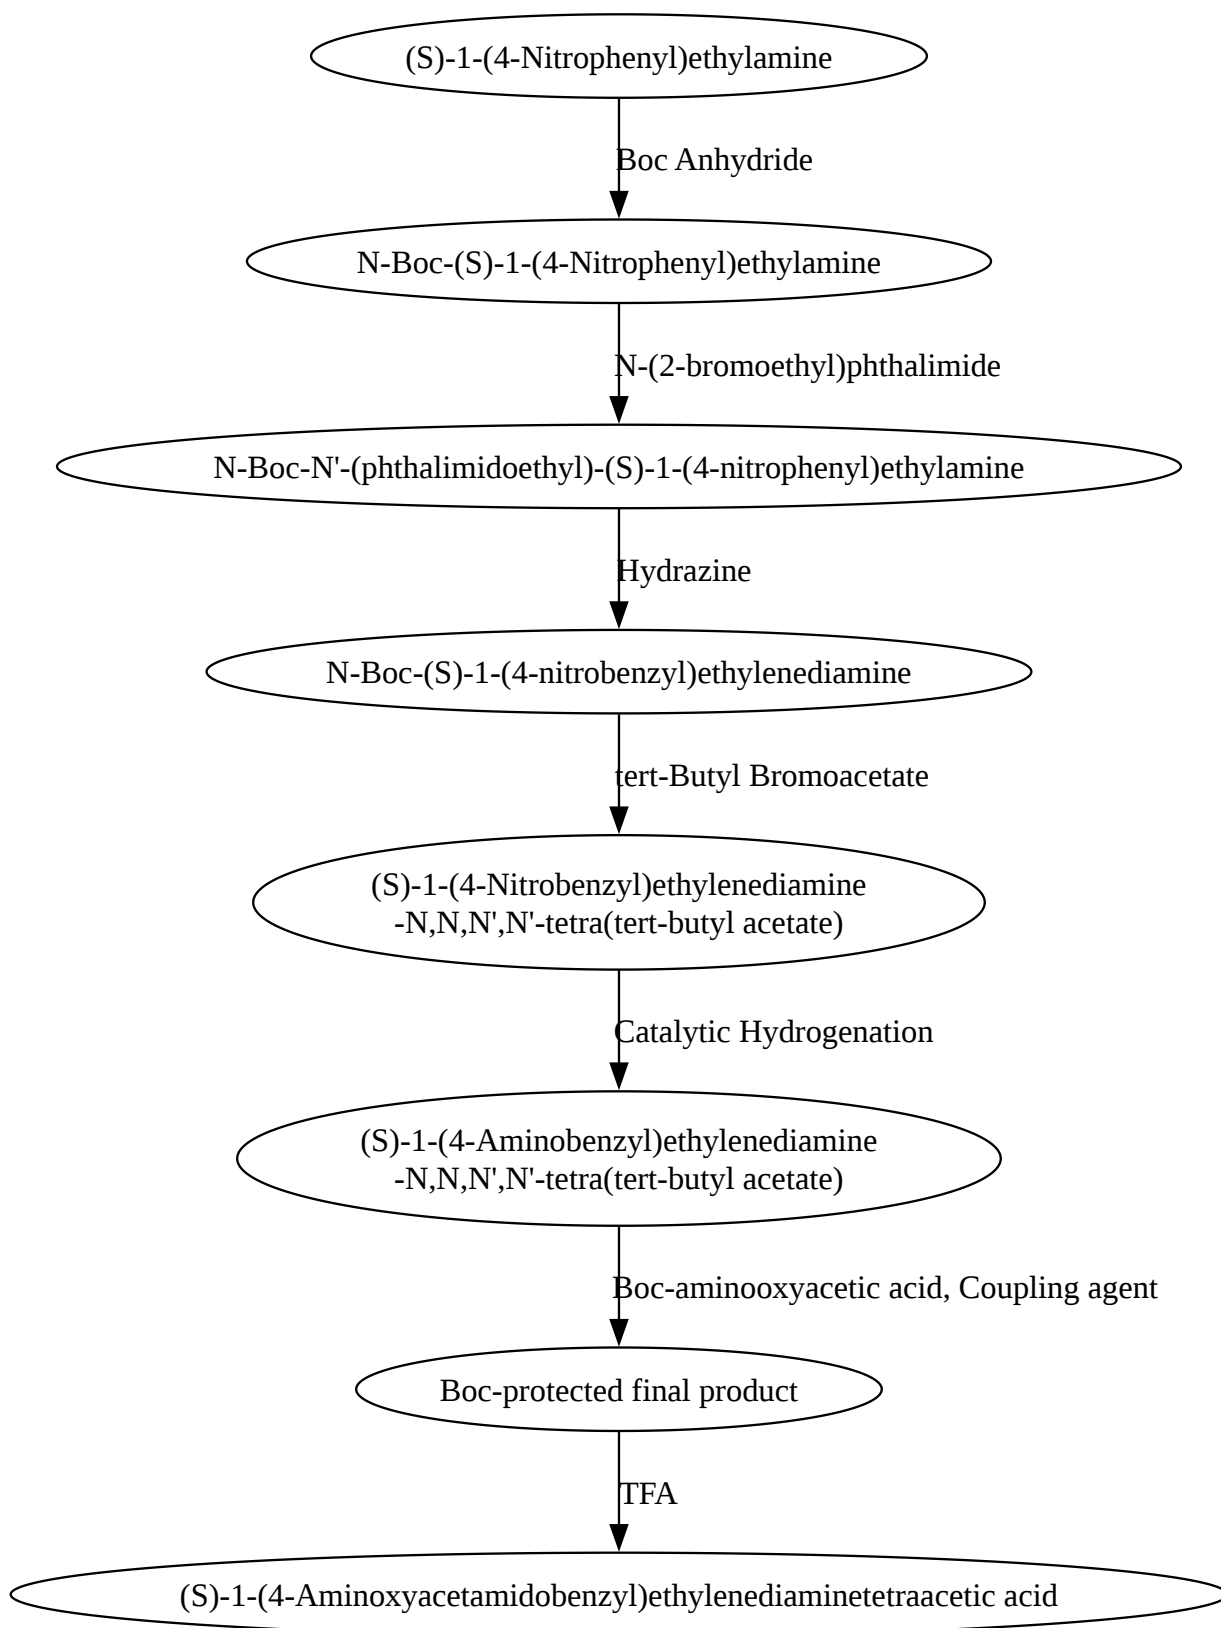 (S)-1-(4-Nitrophenyl)ethylamine
Boc Anhydride
N-Boc-(S)-1-(4-Nitrophenyl)ethylamine
N-(2-bromoethyl)phthalimide
N-Boc-N'-(phthalimidoethyl)-(S)-1-(4-nitrophenyl)ethylamine
Hydrazine
N-Boc-(S)-1-(4-nitrobenzyl)ethylenediamine
tert-Butyl Bromoacetate
(S)-1-(4-Nitrobenzyl)ethylenediamine
-N,N,N',N'-tetra(tert-butyl acetate)
Catalytic Hydrogenation
(S)-1-(4-Aminobenzyl)ethylenediamine
-N,N,N',N'-tetra(tert-butyl acetate)
Boc-aminooxyacetic acid, Coupling agent
Boc-protected final product
TFA
(S)-1-(4-Aminoxyacetamidobenzyl)ethylenediaminetetraacetic acid